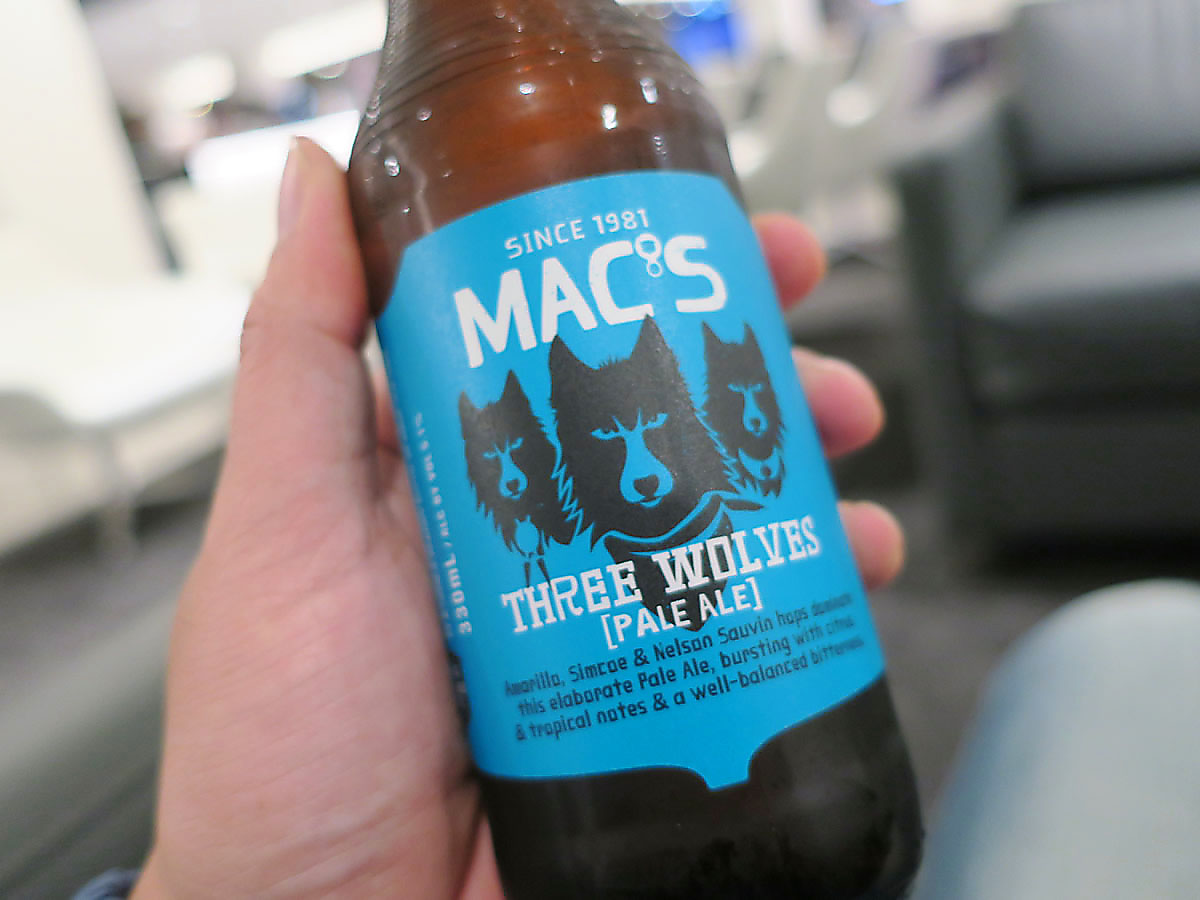 SINCE 1981
MAC'S
THREE WOLVES
[PALE ALE]
Amarillo, Simcoe & Nelson Sauvin hops dominate
this elaborate Pale Ale, bursting with citrus
& tropical notes & a well-balanced bitterness
330mL